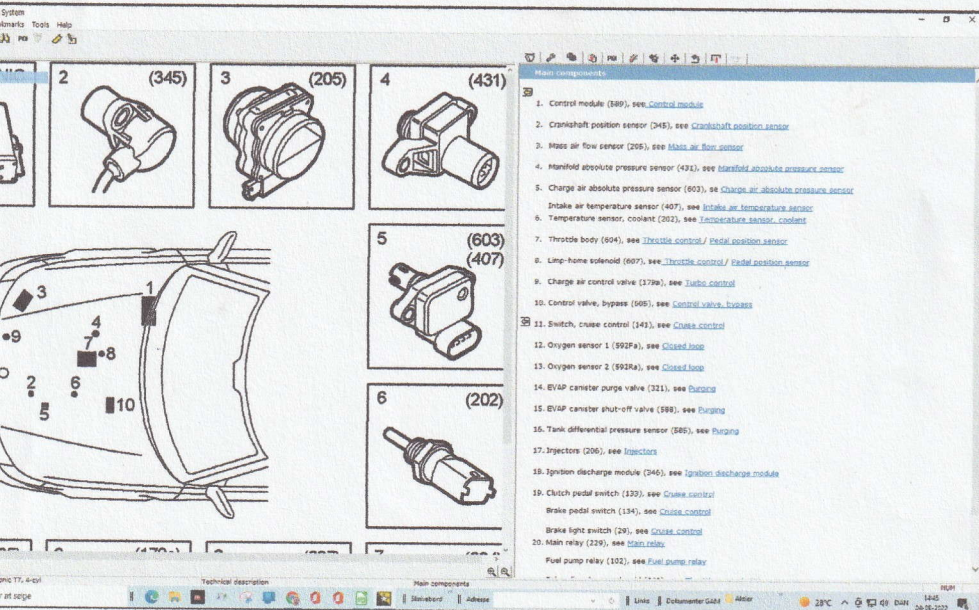 System
Tools Help
2 (345)
3 (205)
4 (431)
5 (603)
(407)
6 (202)
3
1
9
4
7
8
2
6
5
10
Main components
1. Control module (589), see Control module
2. Crankshaft position sensor (345), see Crankshaft position sensor
3. Mass air flow sensor (205), see Mass air flow sensor
4. Manifold absolute pressure sensor (431), see Manifold absolute pressure sensor
5. Charge air absolute pressure sensor (603), se Charge air absolute pressure sensor
Intake air temperature sensor (407), see Intake air temperature sensor
6. Temperature sensor, coolant (202), see Temperature sensor, coolant
7. Throttle body (604), see Throttle control / Pedal position sensor
8. Limp-home solenoid (607), see Throttle control / Pedal position sensor
9. Charge air control valve (179a), see Turbo control
10. Control valve, bypass (605), see Control valve, bypass
11. Switch, cruise control (141), see Cruise control
12. Oxygen sensor 1 (592Fa), see Closed loop
13. Oxygen sensor 2 (592Ra), see Closed loop
14. EVAP canister purge valve (321), see Purging
15. EVAP canister shut-off valve (588), see Purging
16. Tank differential pressure sensor (585), see Purging
17. Injectors (206), see Injectors
18. Ignition discharge module (346), see Ignition discharge module
19. Clutch pedal switch (133), see Cruise control
Brake pedal switch (134), see Cruise control
Brake light switch (29), see Cruise control
20. Main relay (229), see Main relay
Fuel pump relay (102), see Fuel pump relay
Technical description
Main components
NUM
Skrivebord
Adresse
Links
Dokumenter GAM
Aktier
28°C
DAN
14:45